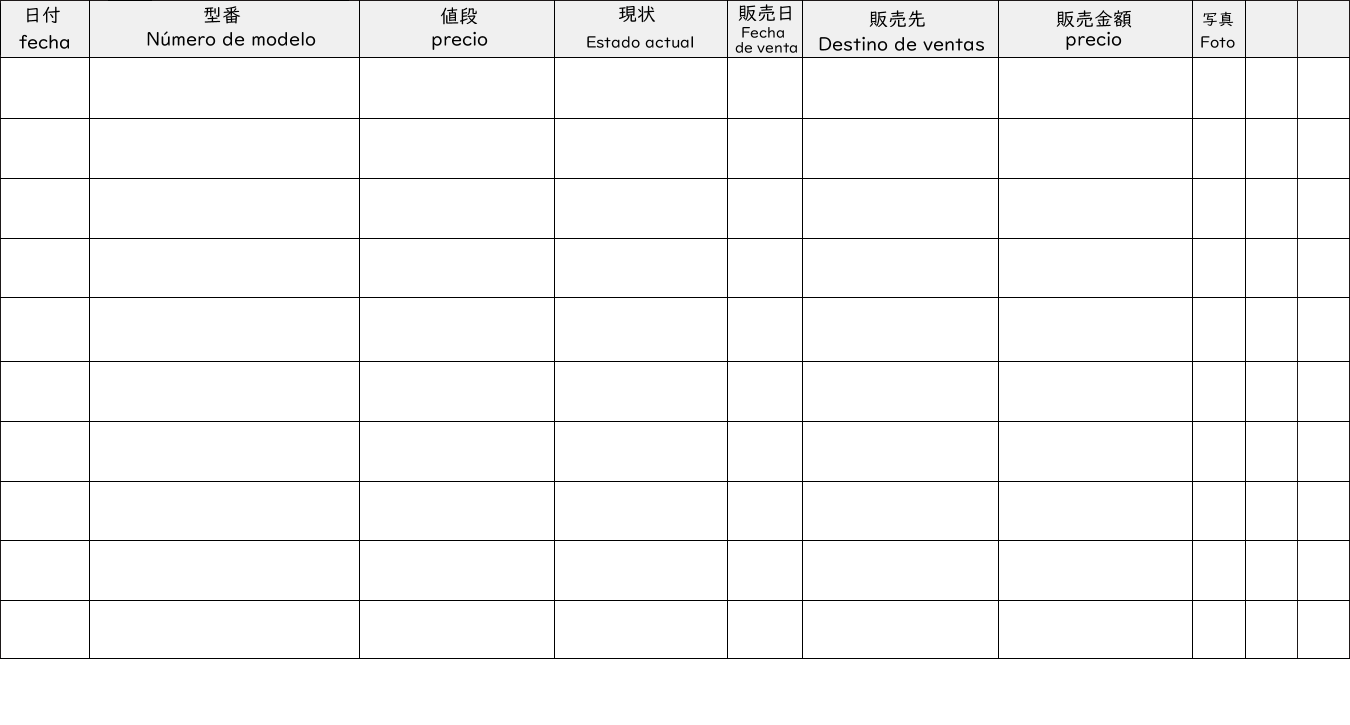 日付
fecha
型番
Número de modelo
値段
precio
現状
Estado actual
販売日
Fecha
de venta
販売先
Destino de ventas
販売金額
precio
写真
Foto